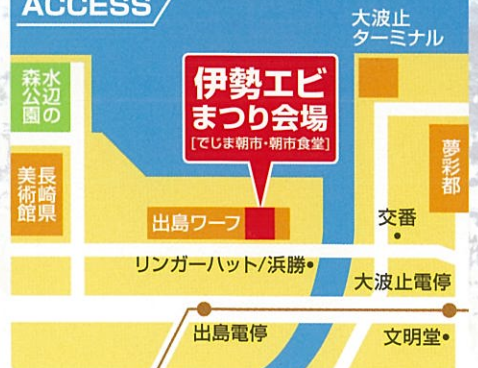 ACCESS
大波止
ターミナル
水辺の
森公園
伊勢エビ
まつり会場
[でじま朝市・朝市食堂]
夢彩都
長崎県
美術館
出島ワーフ
交番
リンガーハット/浜勝
大波止電停
出島電停
文明堂